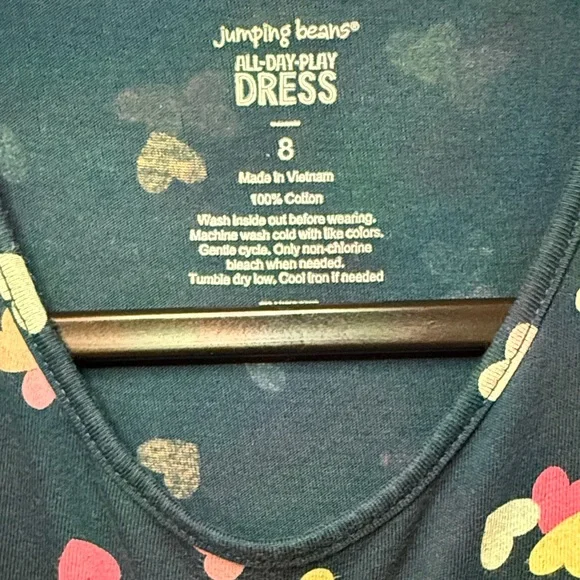 jumping beans®
ALL-DAY-PLAY
DRESS
8
Made in Vietnam
100% Cotton
Wash inside out before wearing.
Machine wash cold with like colors.
Gentle cycle. Only non-chlorine
bleach when needed.
Tumble dry low. Cool iron if needed